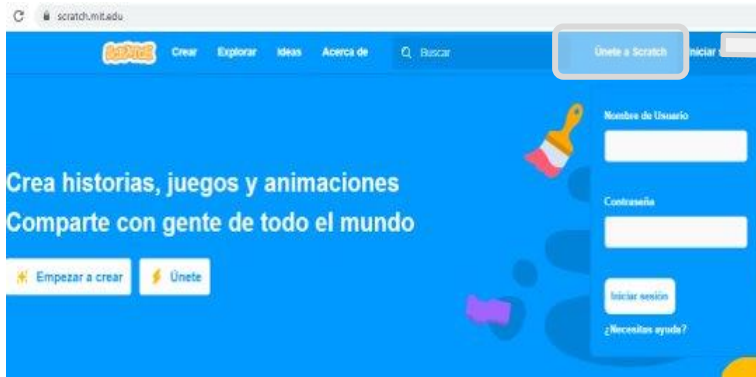 scratch.mit.edu
SCRATCH Crear Explorar Ideas Acerca de Buscar Únete a Scratch Iniciar
Nombre de Usuario
Crea historias, juegos y animaciones
Contraseña
Comparte con gente de todo el mundo
Empezar a crear Únete
Iniciar sesión
¿Necesitas ayuda?